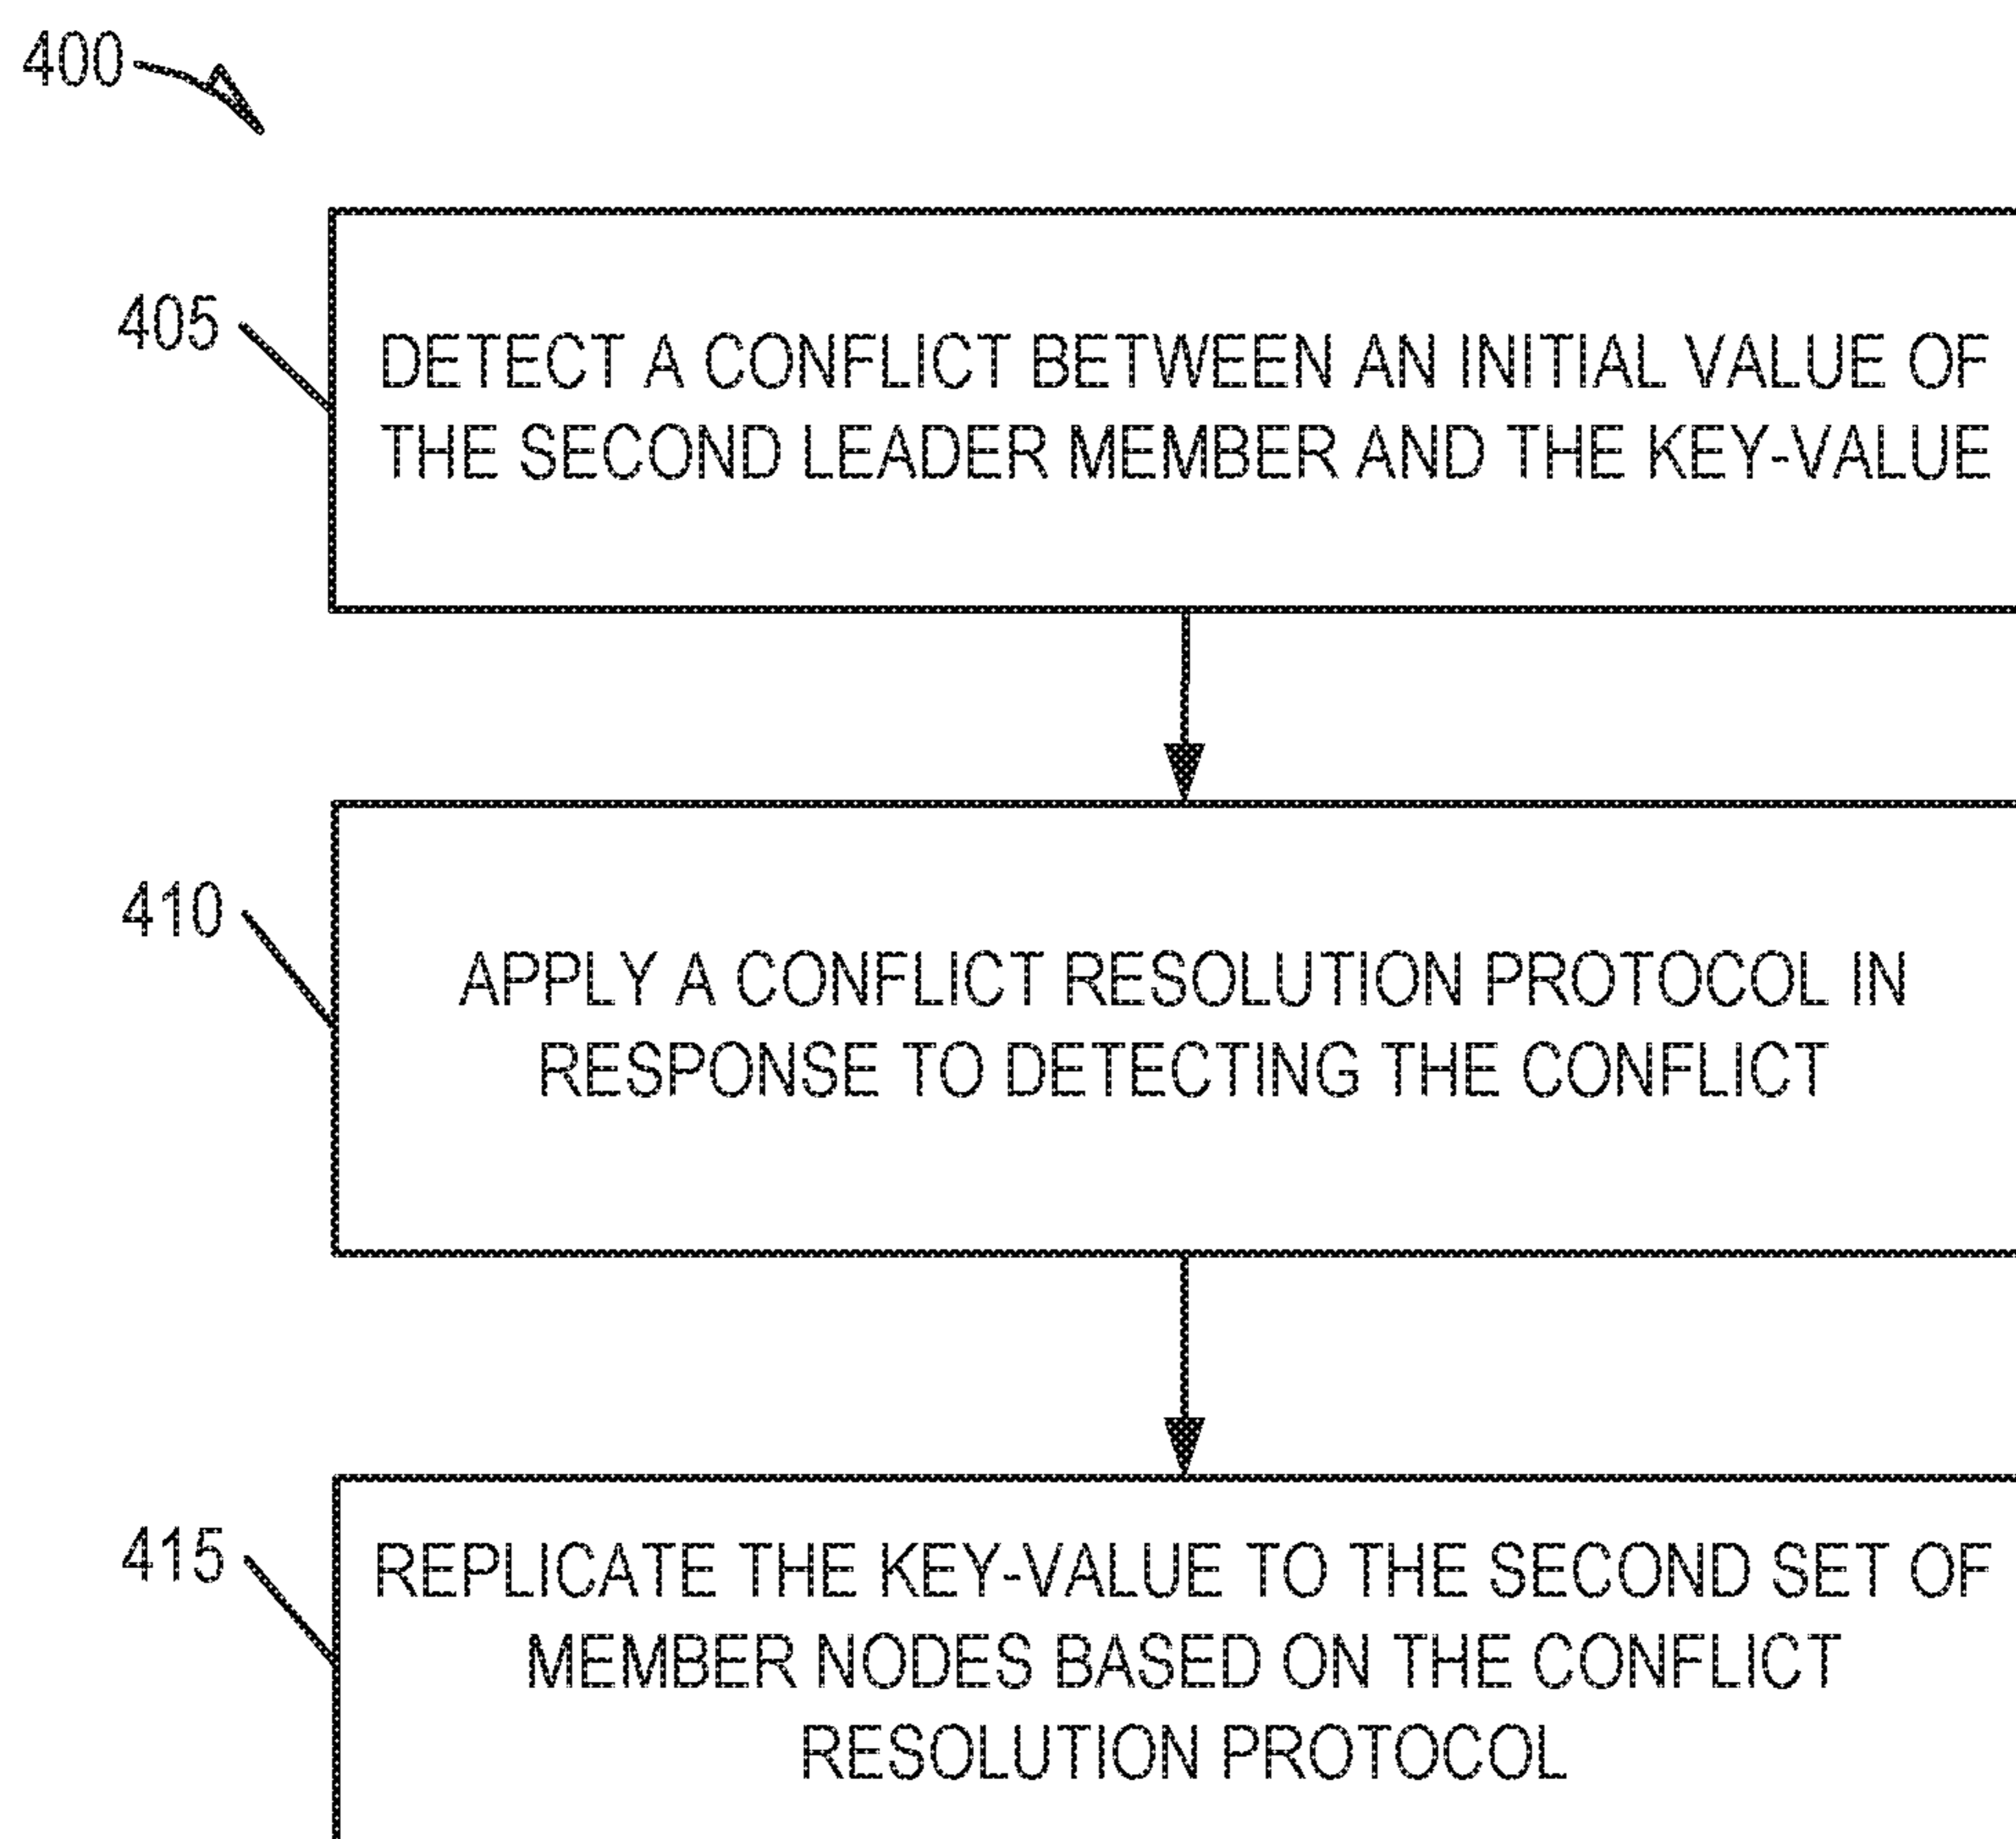 400
405
DETECT A CONFLICT BETWEEN AN INITIAL VALUE OF
THE SECOND LEADER MEMBER AND THE KEY-VALUE
410
APPLY A CONFLICT RESOLUTION PROTOCOL IN
RESPONSE TO DETECTING THE CONFLICT
415
REPLICATE THE KEY-VALUE TO THE SECOND SET OF
MEMBER NODES BASED ON THE CONFLICT
RESOLUTION PROTOCOL